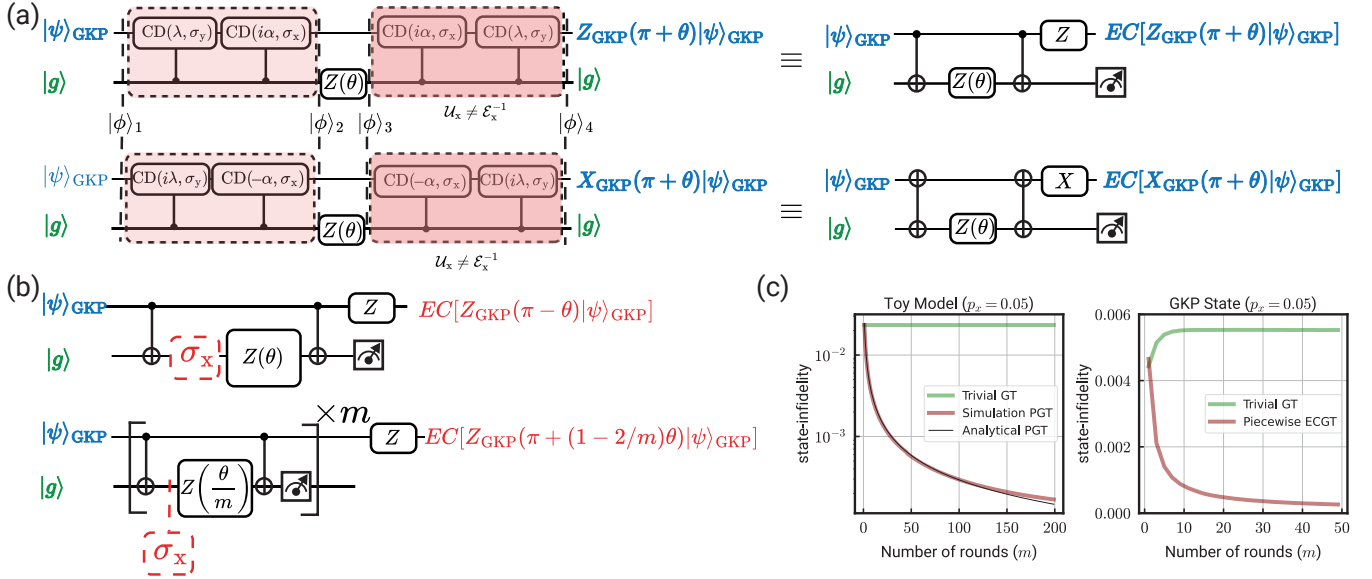 (a)
|ψ⟩GKP CD(λ, σy) CD(iα, σx) CD(iα, σx) CD(λ, σy) ZGKP(π + θ)|ψ⟩GKP
|g⟩ Z(θ) |g⟩
𝒰x ≠ ℰx⁻¹
≡
|ψ⟩GKP Z EC[ZGKP(π + θ)|ψ⟩GKP]
|g⟩ Z(θ)
|ϕ⟩1 |ϕ⟩2 |ϕ⟩3 |ϕ⟩4
|ψ⟩GKP CD(iλ, σy) CD(-α, σx) CD(-α, σx) CD(iλ, σy) XGKP(π + θ)|ψ⟩GKP
|g⟩ Z(θ) |g⟩
𝒰x ≠ ℰx⁻¹
≡
|ψ⟩GKP X EC[XGKP(π + θ)|ψ⟩GKP]
|g⟩ Z(θ)
(b)
|ψ⟩GKP Z EC[ZGKP(π − θ)|ψ⟩GKP]
|g⟩ σx Z(θ)
×m
|ψ⟩GKP Z EC[ZGKP(π + (1 − 2/m)θ)|ψ⟩GKP]
|g⟩ Z(θ/m)
σx
(c)
Toy Model (px = 0.05)
state-infidelity
10⁻²
10⁻³
Trivial GT
Simulation PGT
Analytical PGT
0 50 100 150 200
Number of rounds (m)
GKP State (px = 0.05)
state-infidelity
0.006
0.004
0.002
0.000
Trivial GT
Piecewise ECGT
0 10 20 30 40 50
Number of rounds (m)